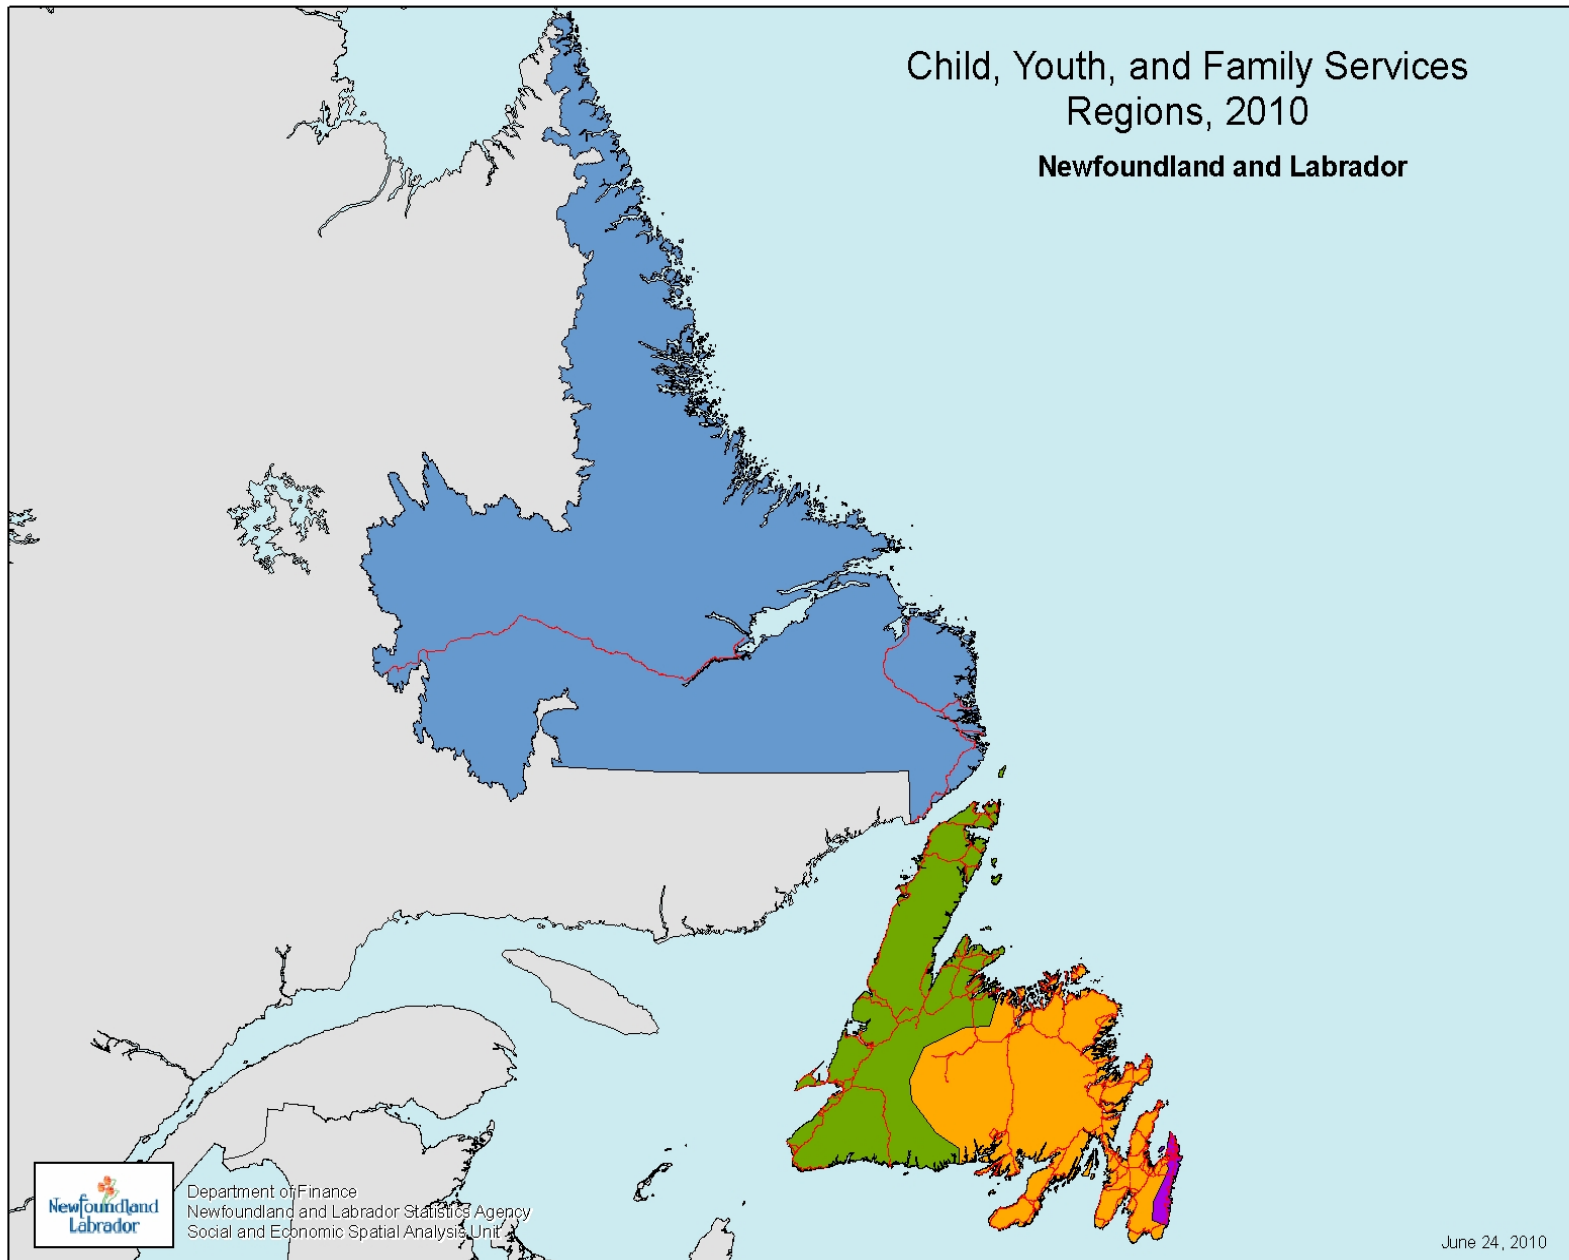 Child, Youth, and Family Services
Regions, 2010
Newfoundland and Labrador
Newfoundland
Labrador
Department of Finance
Newfoundland and Labrador Statistics Agency
Social and Economic Spatial Analysis Unit
June 24, 2010